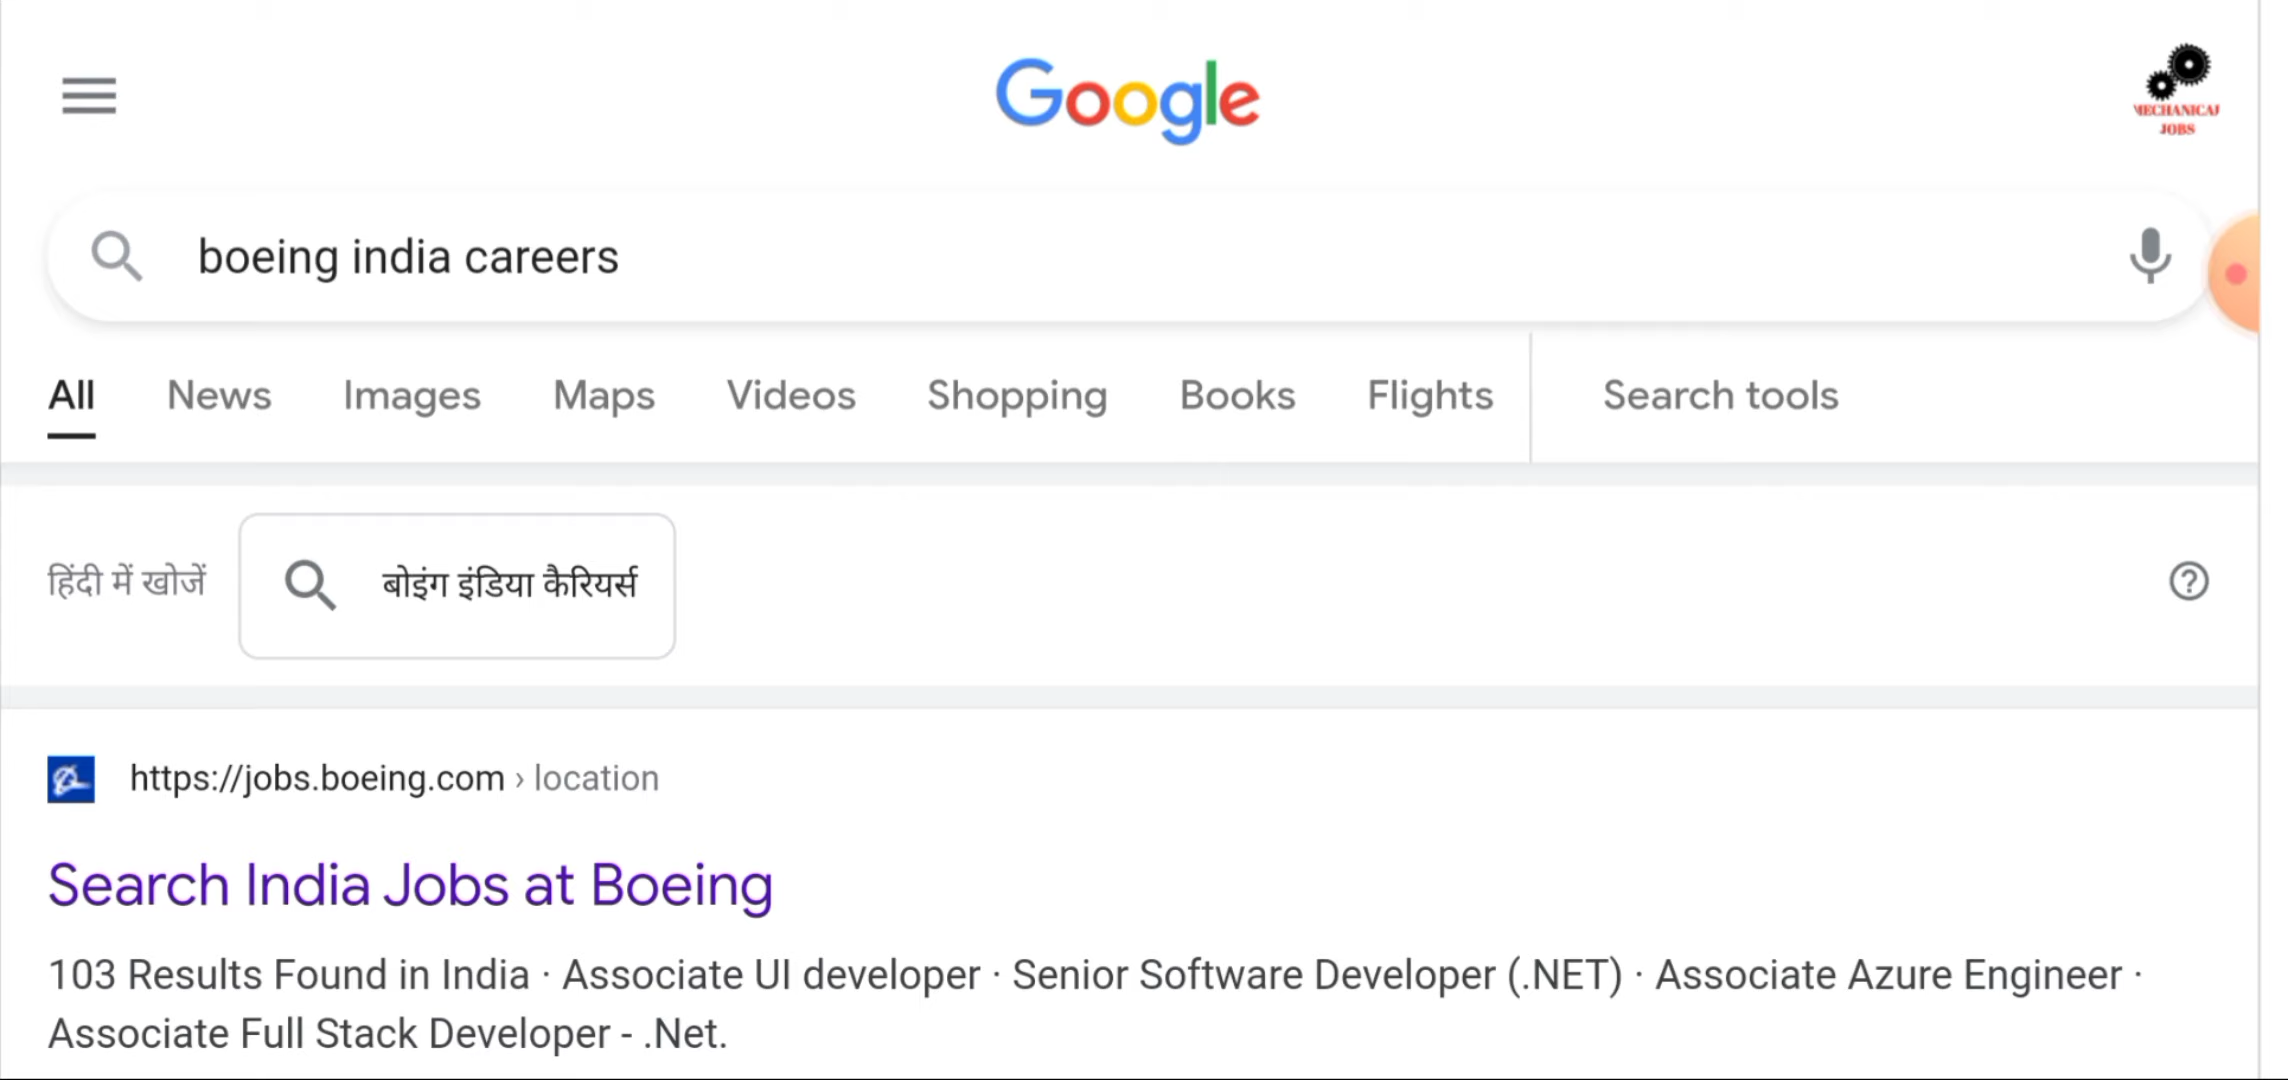 Google
MECHANICAL
JOBS
boeing india careers
All News Images Maps Videos Shopping Books Flights Search tools
हिंदी में खोजें बोइंग इंडिया कैरियर्स
https://jobs.boeing.com › location
Search India Jobs at Boeing
103 Results Found in India · Associate UI developer · Senior Software Developer (.NET) · Associate Azure Engineer ·
Associate Full Stack Developer - .Net.